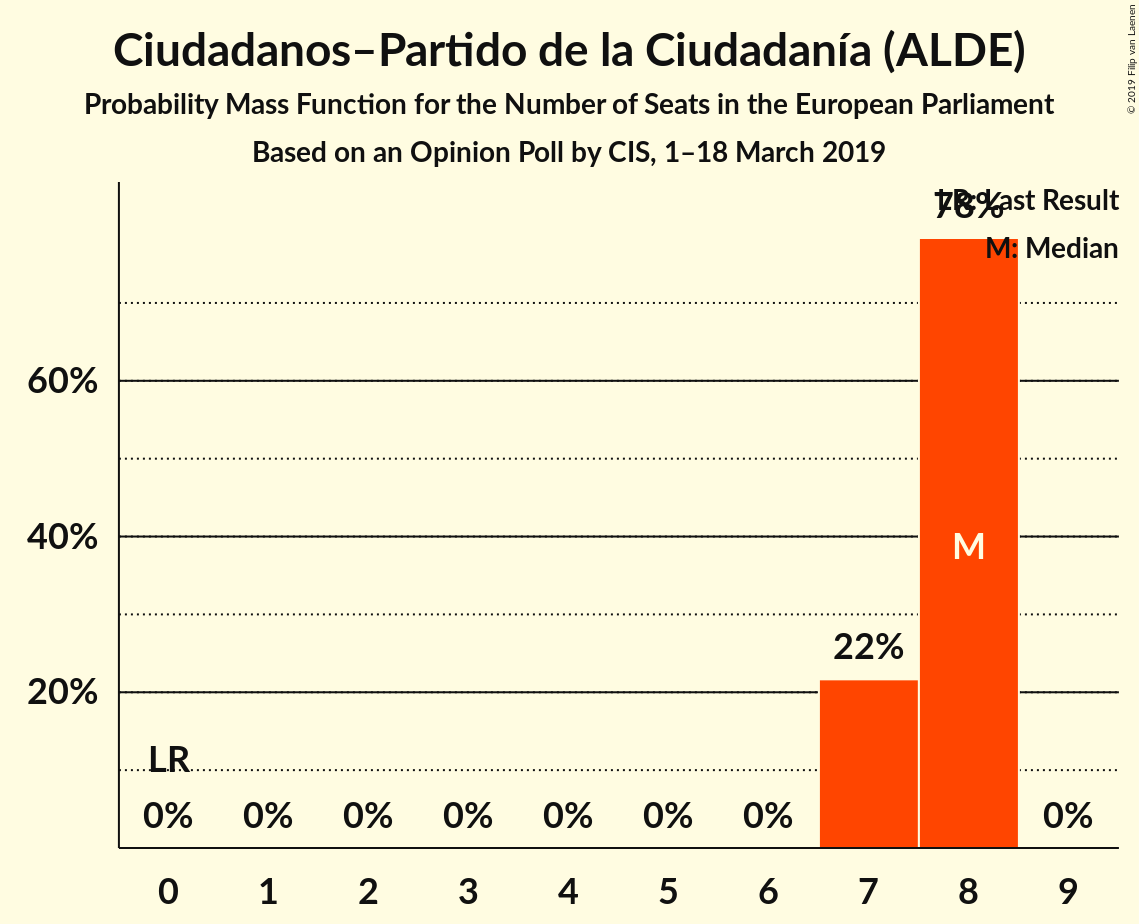 Ciudadanos–Partido de la Ciudadanía (ALDE)
Probability Mass Function for the Number of Seats in the European Parliament
Based on an Opinion Poll by CIS, 1–18 March 2019
© 2019 Filip van Laenen
LR: Last Result
M: Median
78%
60%
40%
20%
M
22%
LR
0% 0% 0% 0% 0% 0% 0% 0%
0 1 2 3 4 5 6 7 8 9